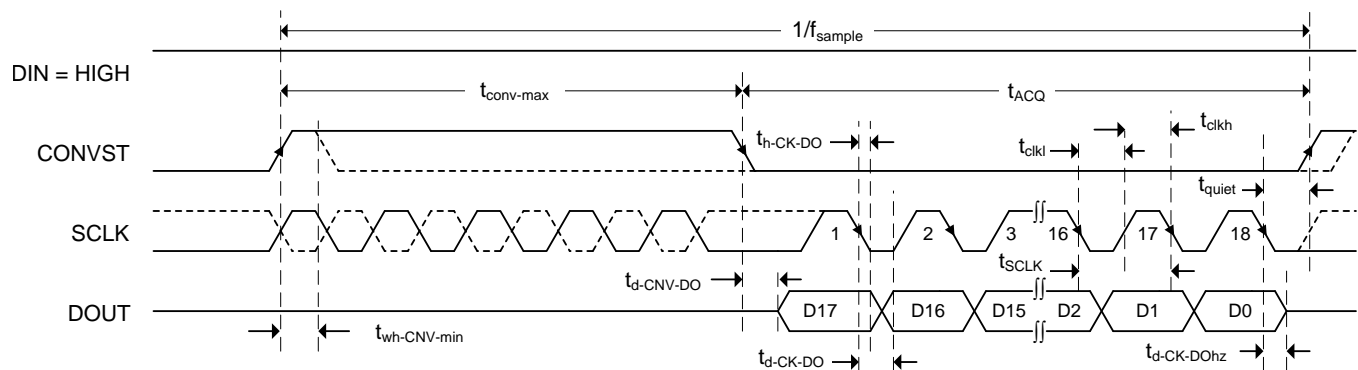 1/fsample
DIN = HIGH
tconv-max
tACQ
th-CK-DO
tclkh
CONVST
tclkl
tquiet
SCLK
1 2 3 16 17 18
tSCLK
td-CNV-DO
DOUT
D17 D16 D15 D2 D1 D0
twh-CNV-min
td-CK-DO
td-CK-DOhz